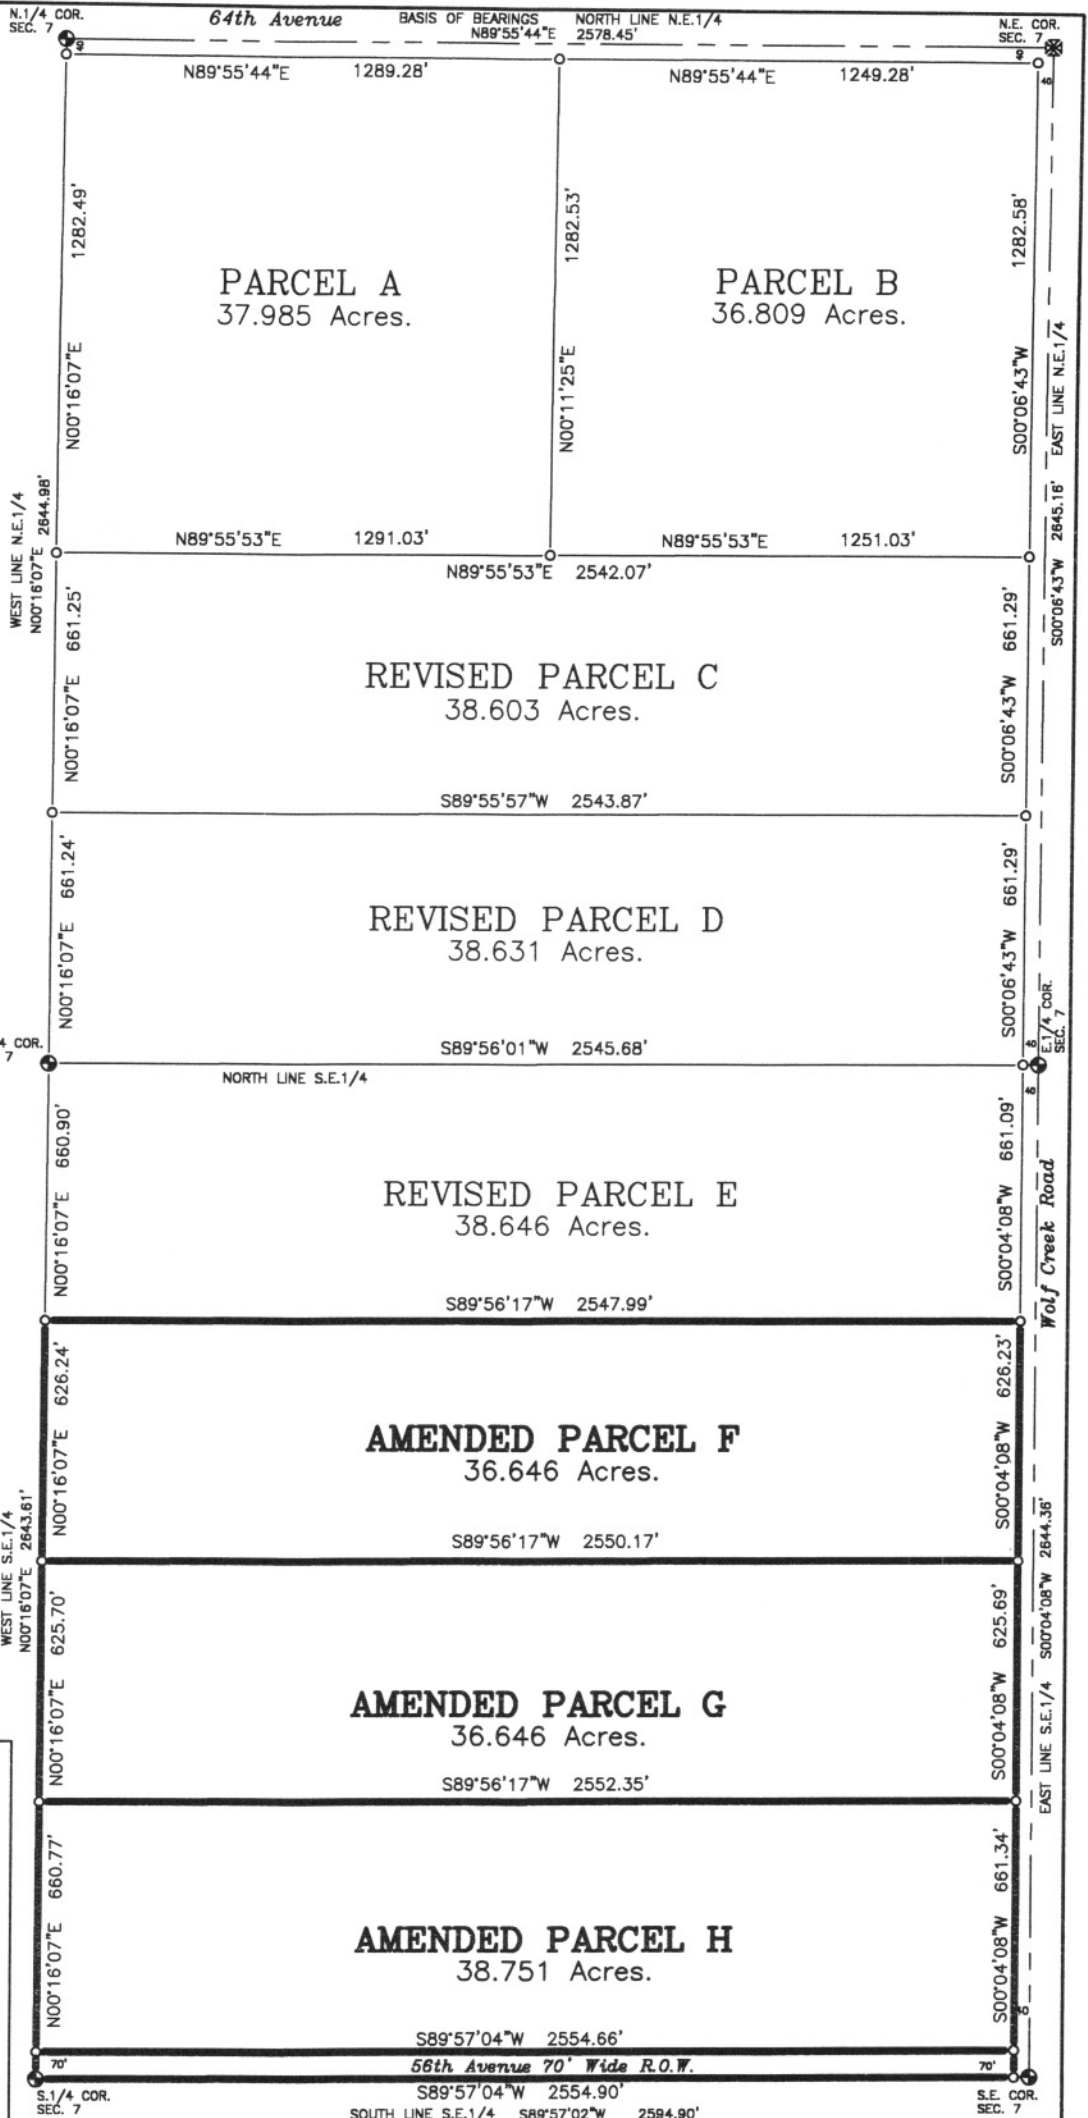 N.1/4 COR.
SEC. 7
64th Avenue
BASIS OF BEARINGS NORTH LINE N.E.1/4
N89°55'44"E 2578.45'
N.E. COR.
SEC. 7
40
40
40
N89°55'44"E 1289.28'
N89°55'44"E 1249.28'
1282.49'
N00°16'07"E
1282.53'
N00°11'25"E
1282.58'
S00°06'43"W
PARCEL A
37.985 Acres.
PARCEL B
36.809 Acres.
WEST LINE N.E.1/4
N00°16'07"E 2644.98'
S00°06'43"W 2645.16' EAST LINE N.E.1/4
N89°55'53"E 1291.03'
N89°55'53"E 1251.03'
N89°55'53"E 2542.07'
N00°16'07"E 661.25'
S00°06'43"W 661.29'
REVISED PARCEL C
38.603 Acres.
S89°55'57"W 2543.87'
N00°16'07"E 661.24'
S00°06'43"W 661.29'
REVISED PARCEL D
38.631 Acres.
S89°56'01"W 2545.68'
4 COR.
7
40
E.1/4 COR.
SEC. 7
40
NORTH LINE S.E.1/4
N00°16'07"E 660.90'
S00°04'08"W 661.09'
Wolf Creek Road
REVISED PARCEL E
38.646 Acres.
S89°56'17"W 2547.99'
N00°16'07"E 626.24'
S00°04'08"W 626.23'
AMENDED PARCEL F
36.646 Acres.
S89°56'17"W 2550.17'
WEST LINE S.E.1/4
N00°16'07"E 2643.61'
EAST LINE S.E.1/4 S00°04'08"W 2644.36'
N00°16'07"E 625.70'
S00°04'08"W 625.69'
AMENDED PARCEL G
36.646 Acres.
S89°56'17"W 2552.35'
N00°16'07"E 660.77'
S00°04'08"W 661.34'
AMENDED PARCEL H
38.751 Acres.
40
S89°57'04"W 2554.66'
70'
56th Avenue 70' Wide R.O.W.
70'
S.1/4 COR.
SEC. 7
S89°57'04"W 2554.90'
S.E. COR.
SEC. 7
SOUTH LINE S.E.1/4 S89°57'02"W 2594.90'